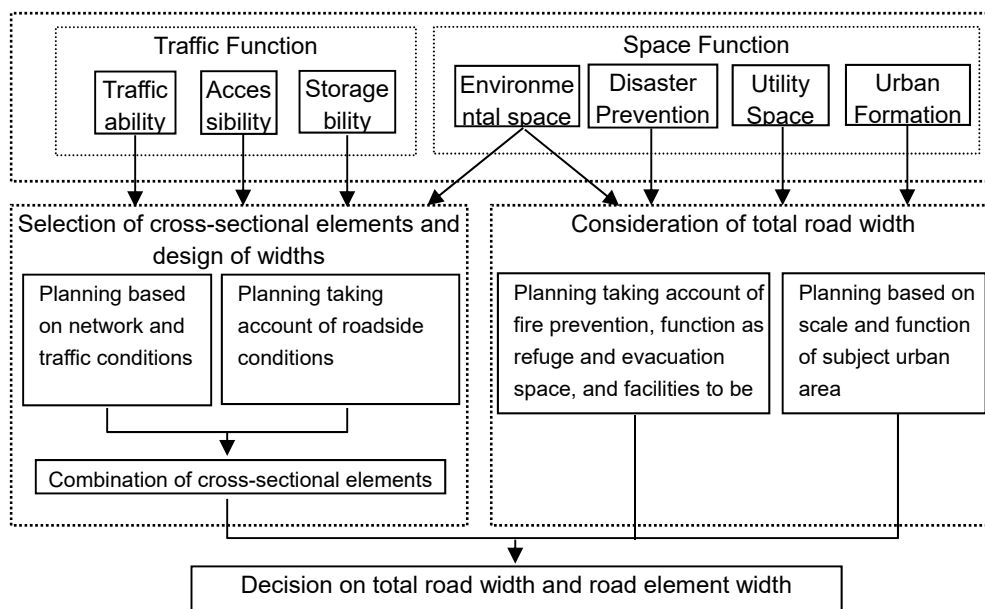 Traffic Function
Traffic
ability
Acces
sibility
Storage
bility
Space Function
Environme
ntal space
Disaster
Prevention
Utility
Space
Urban
Formation
Selection of cross-sectional elements and
design of widths
Planning based
on network and
traffic conditions
Planning taking
account of roadside
conditions
Combination of cross-sectional elements
Consideration of total road width
Planning taking account of
fire prevention, function as
refuge and evacuation
space, and facilities to be
Planning based on
scale and function
of subject urban
area
Decision on total road width and road element width